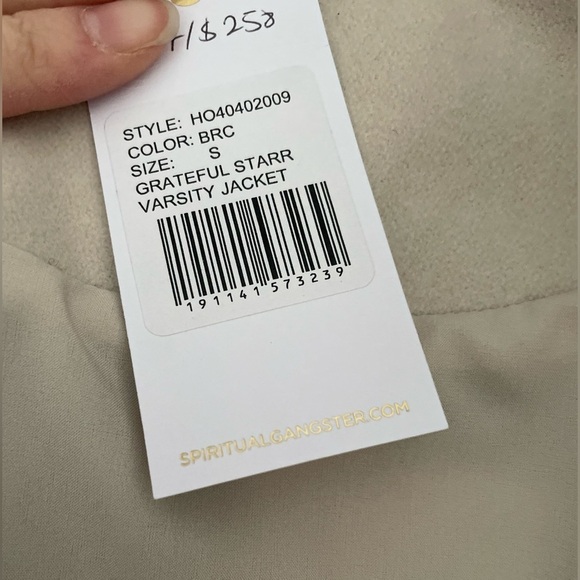 /$258
STYLE: HO40402009
COLOR: BRC
SIZE: S
GRATEFUL STARR
VARSITY JACKET
191141573239
SPIRITUALGANGSTER.COM